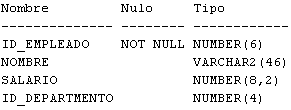 Nombre Nulo Tipo
------------- -------- ------------
ID_EMPLEADO NOT NULL NUMBER(6)
NOMBRE VARCHAR2(46)
SALARIO NUMBER(8,2)
ID_DEPARTMENTO NUMBER(4)